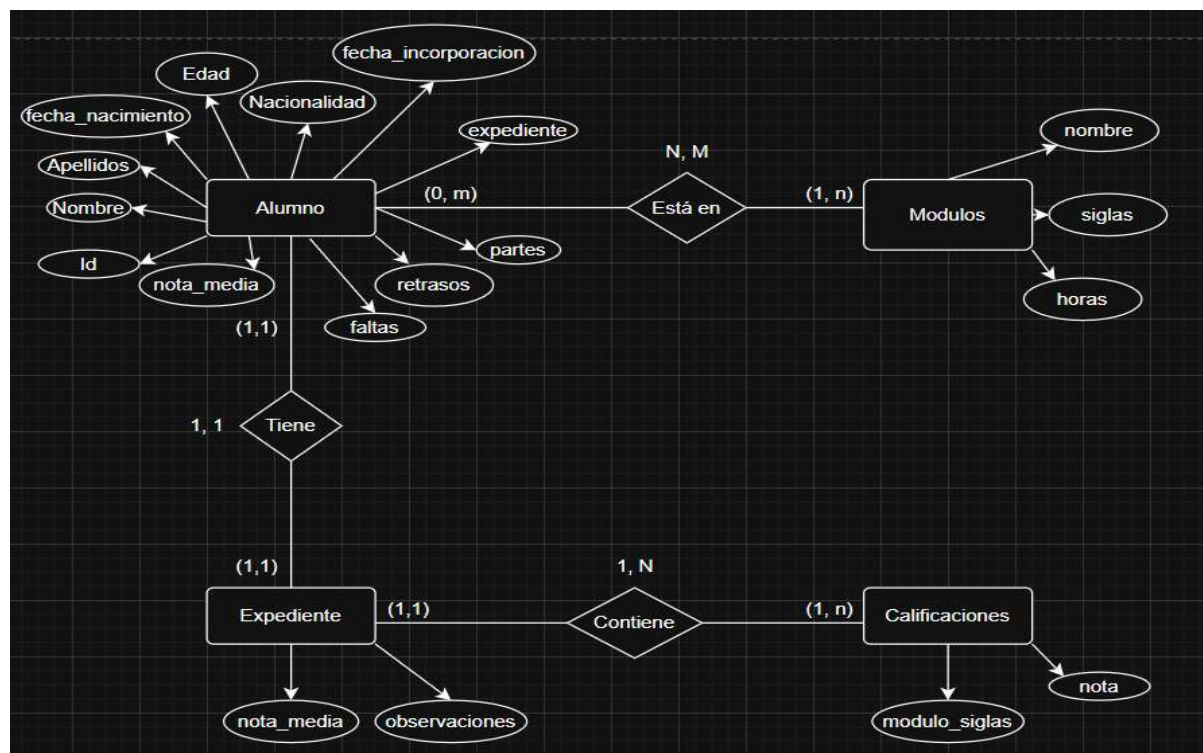 fecha_incorporacion
Edad
Nacionalidad
fecha_nacimiento
expediente
nombre
N, M
Apellidos
(0, m)
(1, n)
Alumno
Está en
Modulos
siglas
Nombre
partes
Id
nota_media
retrasos
horas
faltas
(1,1)
1, 1
Tiene
(1,1)
1, N
Expediente
(1,1)
Contiene
(1, n)
Calificaciones
nota
nota_media
observaciones
modulo_siglas